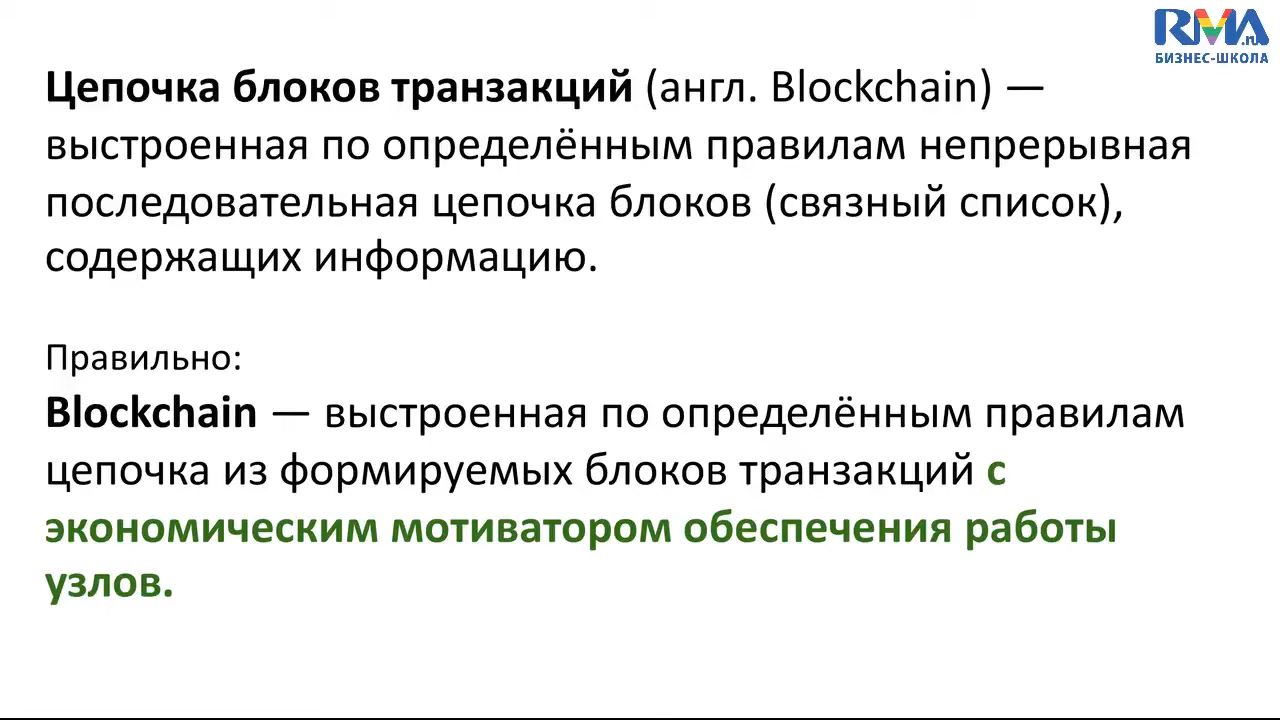 RMA.ru
БИЗНЕС-ШКОЛА
Цепочка блоков транзакций (англ. Blockchain) —
выстроенная по определённым правилам непрерывная
последовательная цепочка блоков (связный список),
содержащих информацию.
Правильно:
Blockchain — выстроенная по определённым правилам
цепочка из формируемых блоков транзакций с
экономическим мотиватором обеспечения работы
узлов.